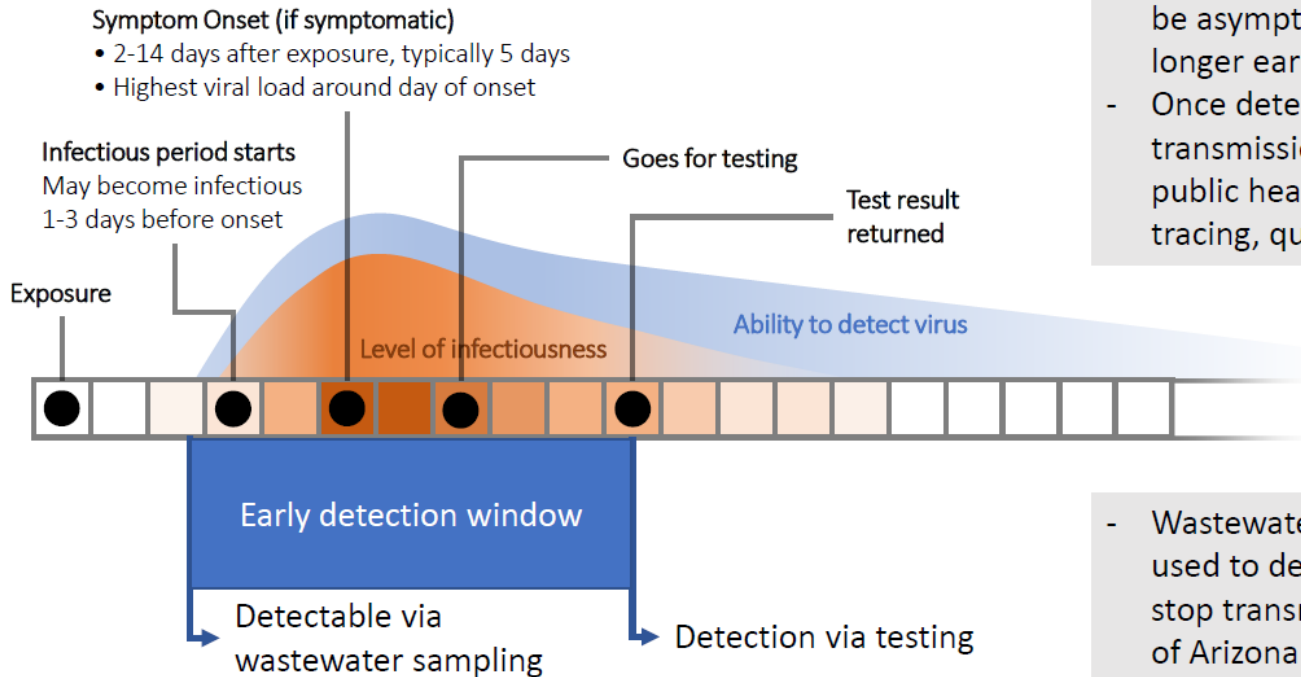 Symptom Onset (if symptomatic)
• 2-14 days after exposure, typically 5 days
• Highest viral load around day of onset
Infectious period starts
May become infectious
1-3 days before onset
Goes for testing
Test result
returned
Exposure
Ability to detect virus
Level of infectiousness
Early detection window
Detectable via
wastewater sampling
Detection via testing
be asympt
longer ear
- Once dete
transmissi
public hea
tracing, qu
- Wastewate
used to de
stop transr
of Arizona